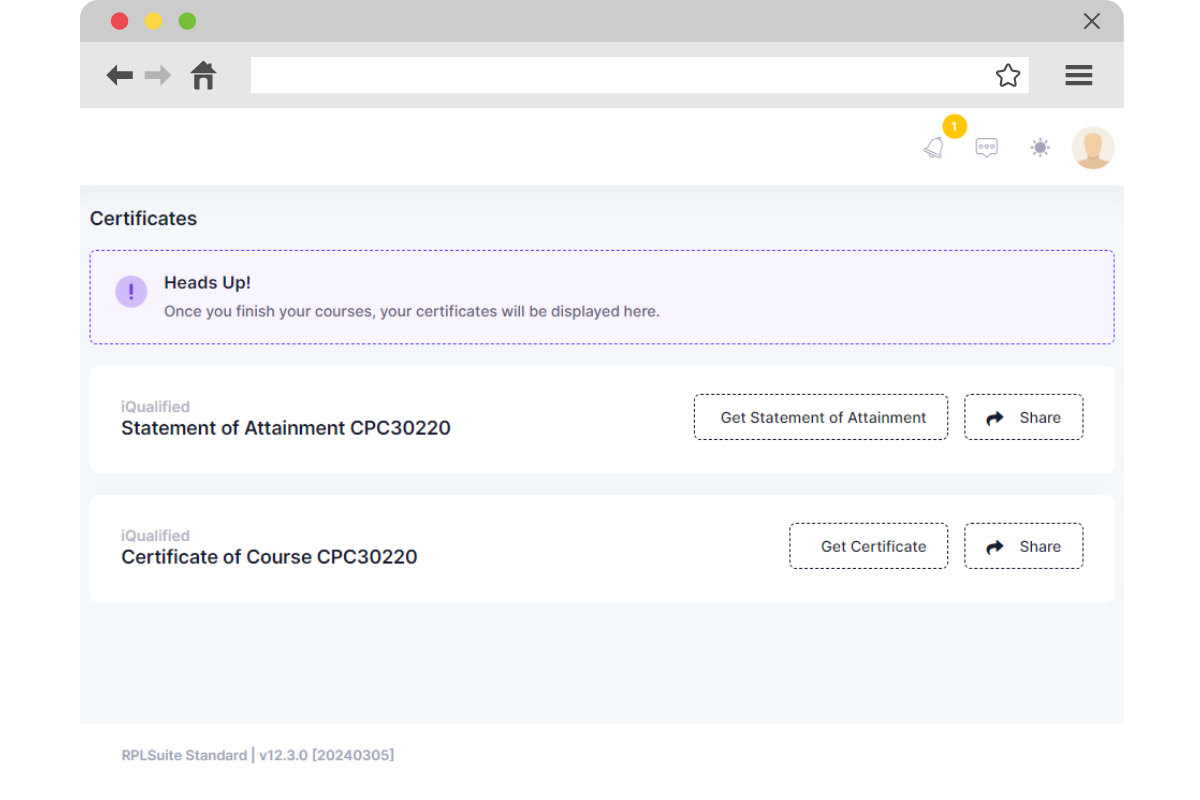 1
Certificates
!
Heads Up!
Once you finish your courses, your certificates will be displayed here.
iQualified
Statement of Attainment CPC30220
Get Statement of Attainment
Share
iQualified
Certificate of Course CPC30220
Get Certificate
Share
RPLSuite Standard | v12.3.0 [20240305]